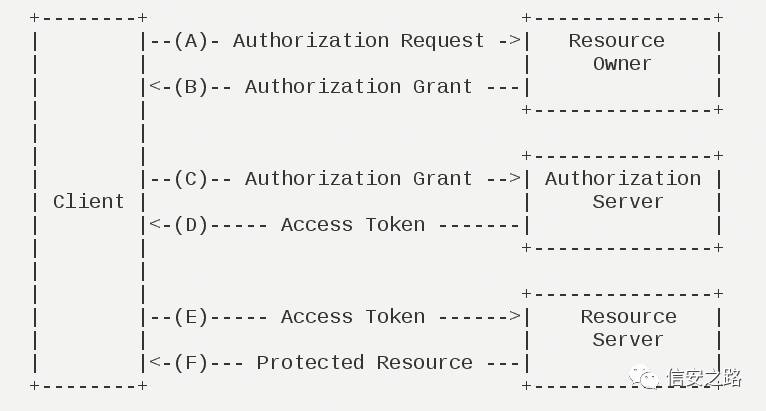 +--------+                               +---------------+
|        |--(A)- Authorization Request ->|   Resource    |
|        |                               |     Owner     |
|        |<-(B)-- Authorization Grant ---|               |
|        |                               +---------------+
|        |
|        |                               +---------------+
|        |--(C)-- Authorization Grant -->| Authorization |
| Client |                               |     Server    |
|        |<-(D)----- Access Token -------|               |
|        |                               +---------------+
|        |
|        |                               +---------------+
|        |--(E)----- Access Token ------>|    Resource   |
|        |                               |     Server    |
|        |<-(F)--- Protected Resource ---|               |
+--------+                               +---------------+
信安之路